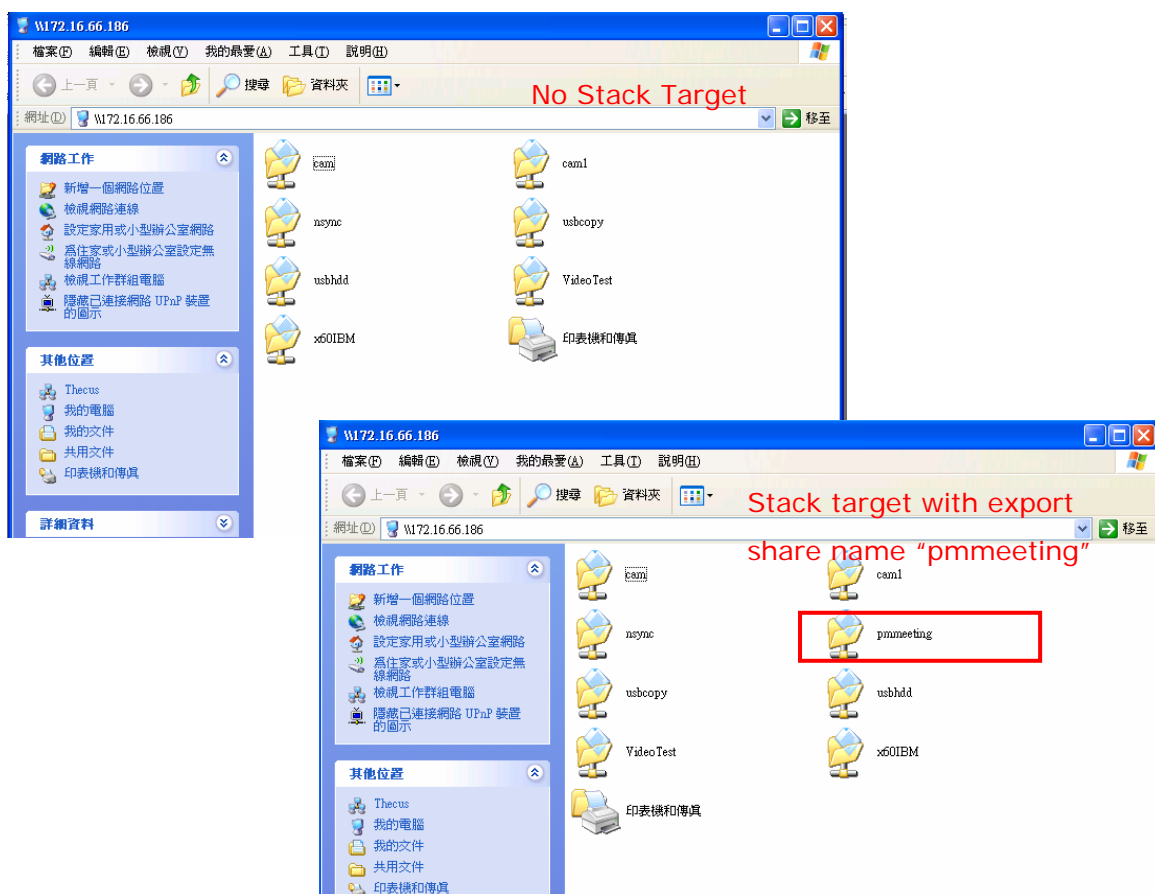 \\172.16.66.186
檔案(F) 編輯(E) 檢視(V) 我的最愛(A) 工具(T) 說明(H)
上一頁 搜尋 資料夾
No Stack Target
網址(D) \\172.16.66.186 移至
網路工作
新增一個網路位置
檢視網路連線
設定家用或小型辦公室網路
爲住家或小型辦公室設定無
線網路
檢視工作群組電腦
隱藏已連接網路 UPnP 裝置
的圖示
其他位置
Thecus
我的電腦
我的文件
共用文件
印表機和傳真
詳細資料
cam
cam1
nsync
usbcopy
usbhdd
VideoTest
x60IBM
印表機和傳真
\\172.16.66.186
檔案(F) 編輯(E) 檢視(V) 我的最愛(A) 工具(T) 說明(H)
上一頁 搜尋 資料夾
Stack target with export
share name “pmmeeting”
網址(D) \\172.16.66.186 移至
網路工作
新增一個網路位置
檢視網路連線
設定家用或小型辦公室網路
爲住家或小型辦公室設定無
線網路
檢視工作群組電腦
隱藏已連接網路 UPnP 裝置
的圖示
其他位置
Thecus
我的電腦
我的文件
共用文件
印表機和傳真
cam
cam1
nsync
pmmeeting
usbcopy
usbhdd
VideoTest
x60IBM
印表機和傳真